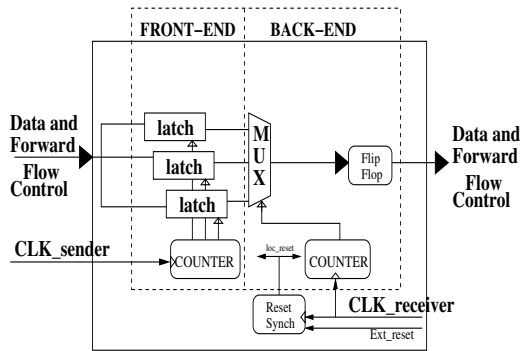 FRONT-END
BACK-END
Data and
Forward
Flow
Control
latch
latch
latch
M
U
X
Flip
Flop
Data and
Forward
Flow
Control
CLK_sender
COUNTER
loc_reset
COUNTER
CLK_receiver
Reset
Synch
Ext_reset